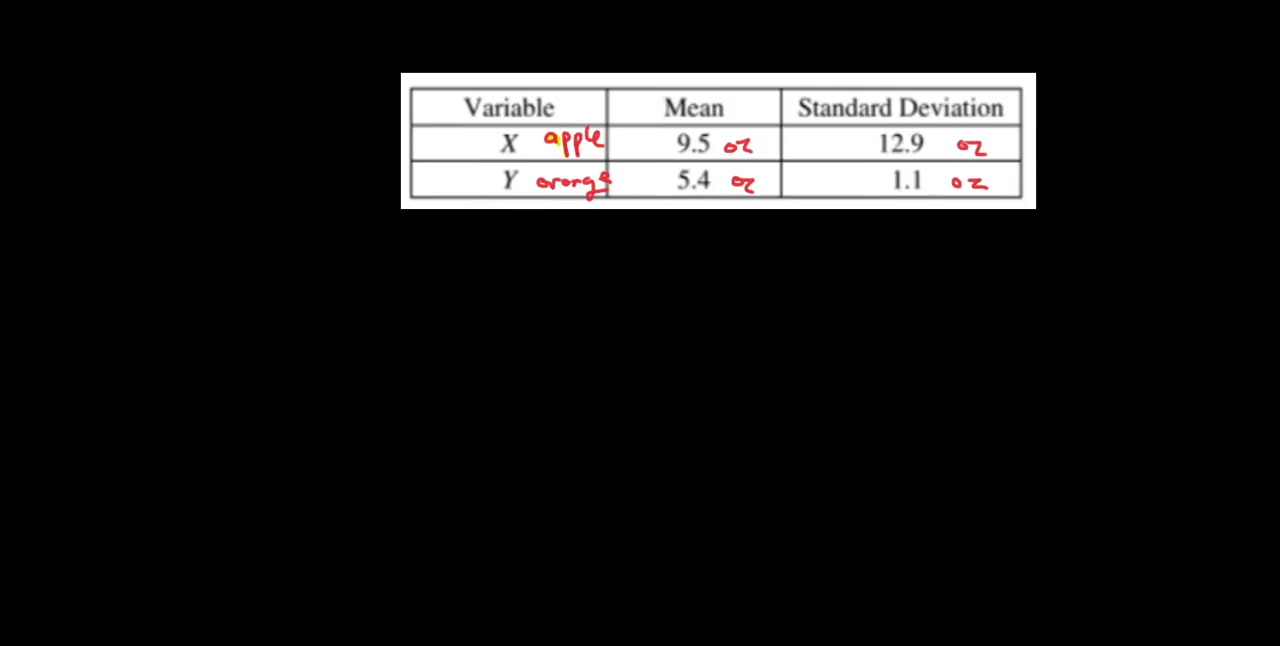 Variable Mean Standard Deviation
X apple 9.5 oz 12.9 oz
Y orange 5.4 oz 1.1 oz